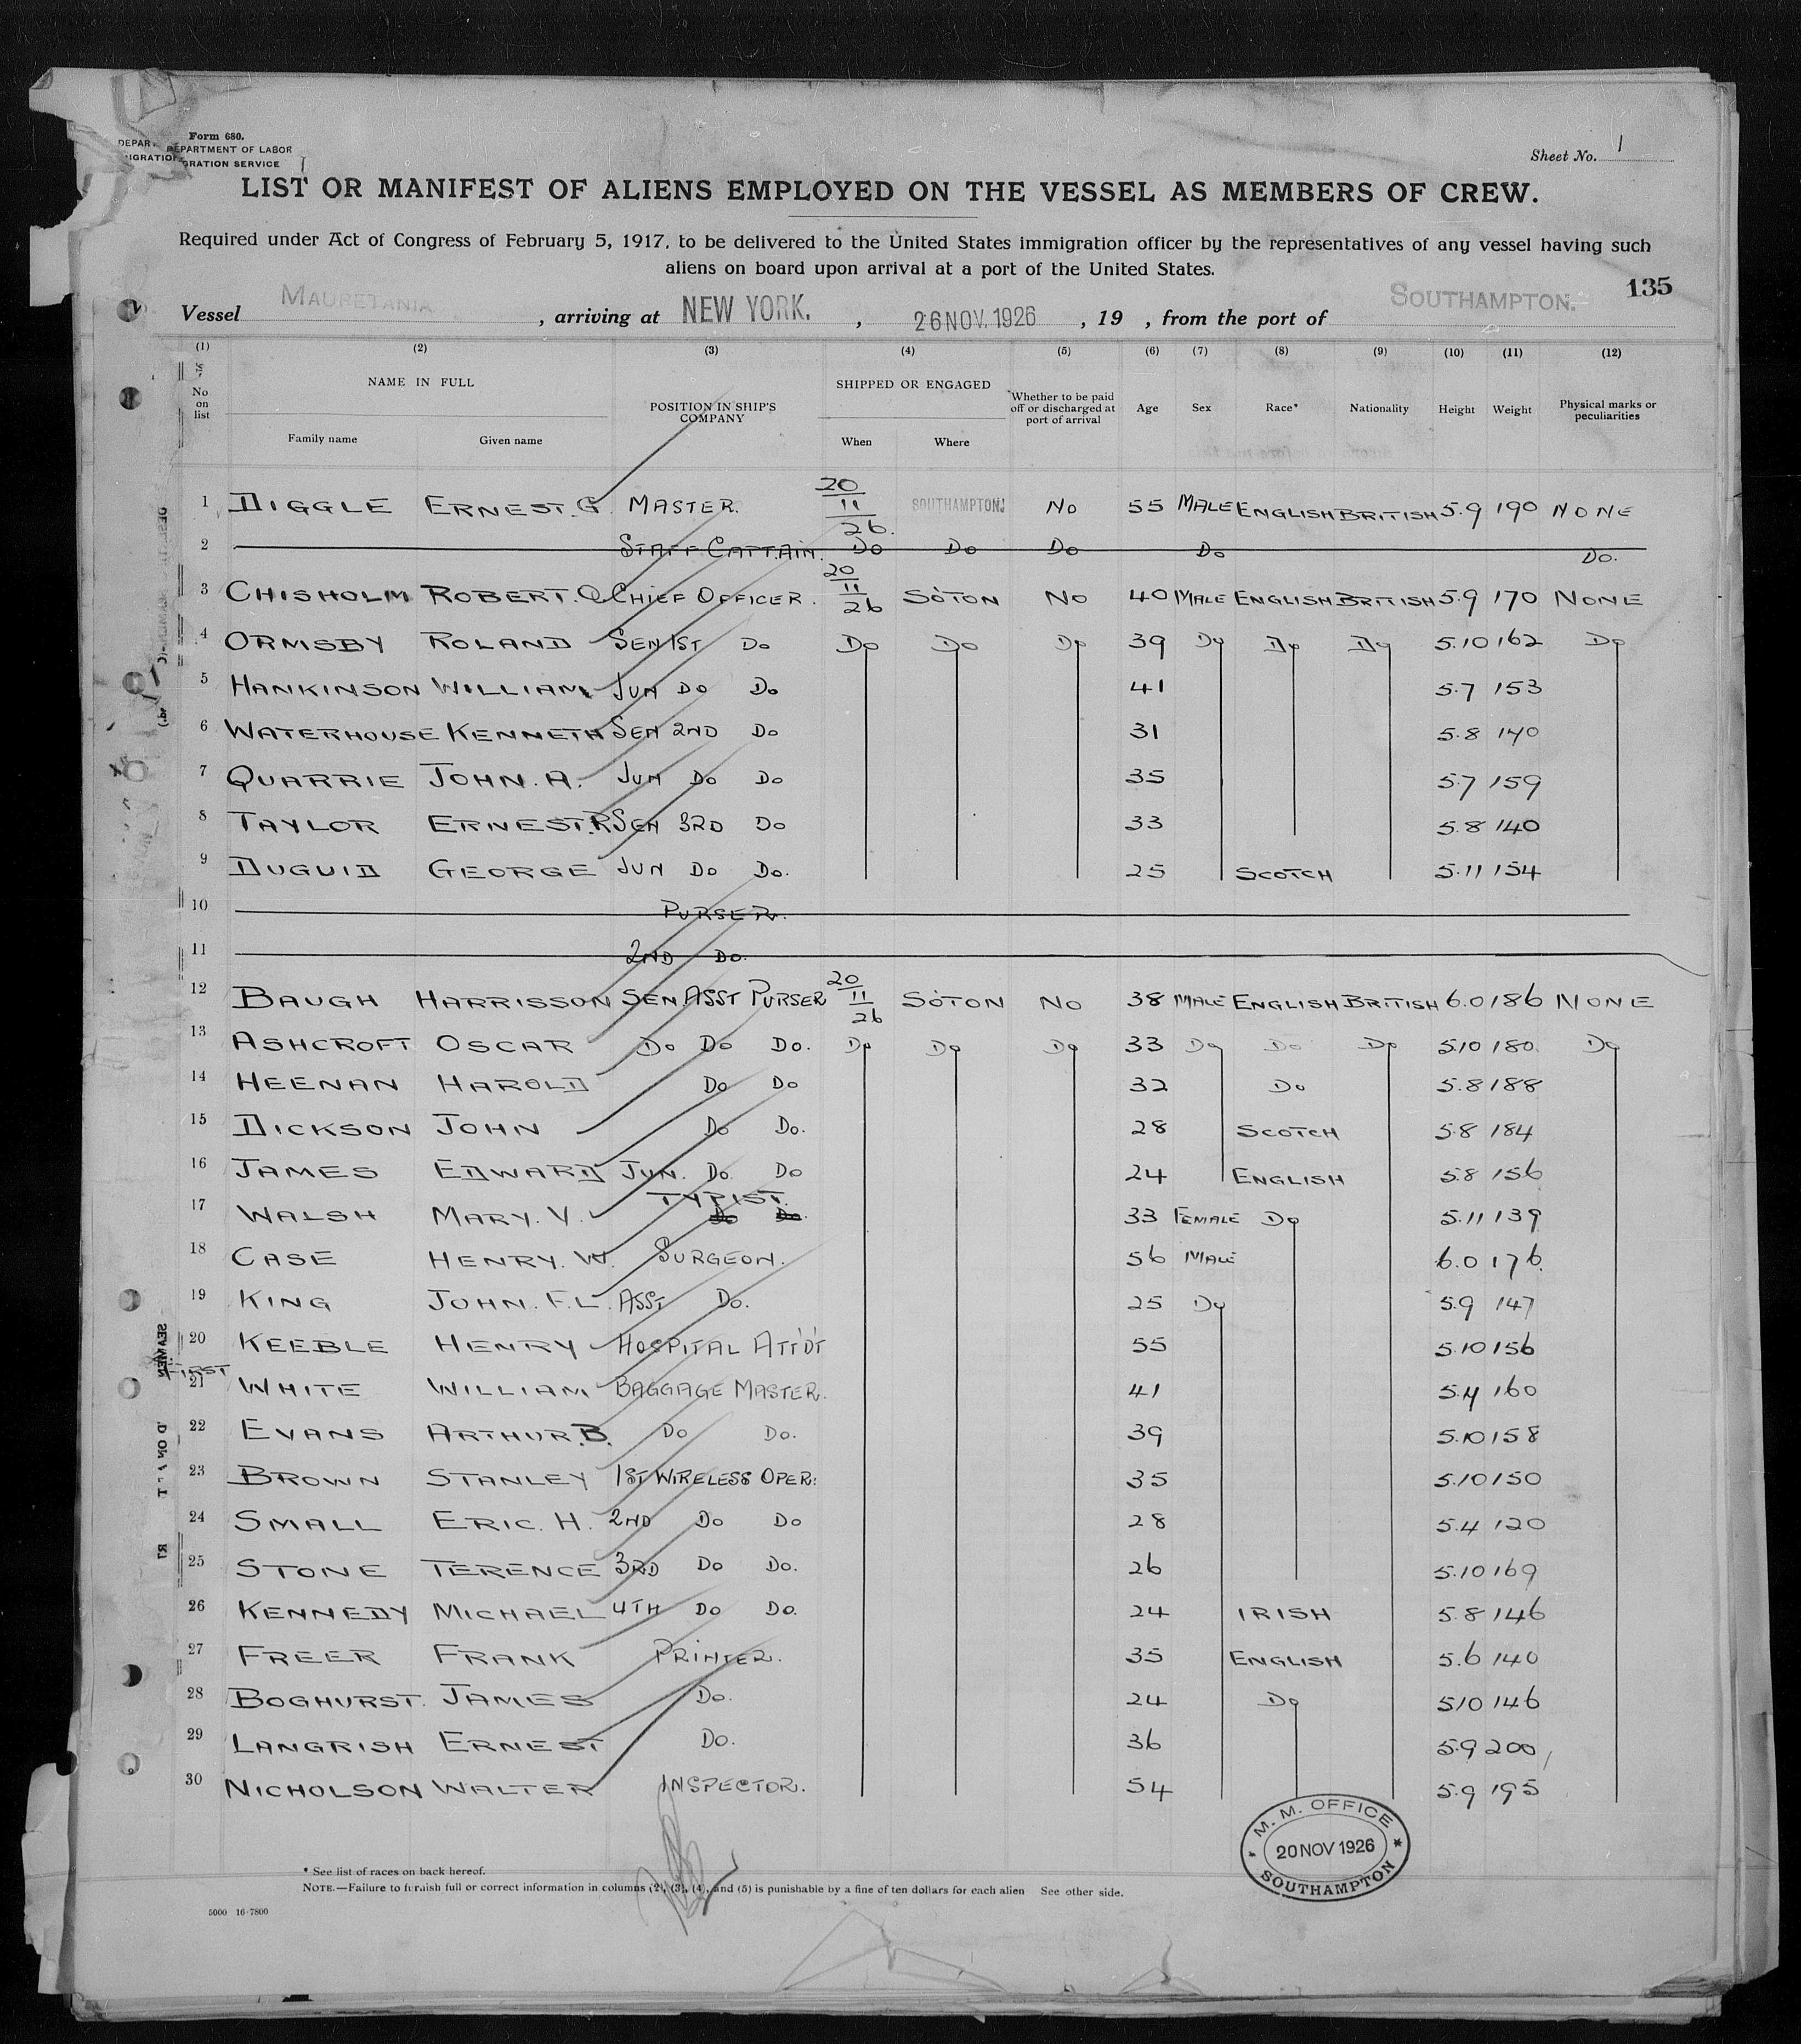 Form 680.
DEPARTMENT OF LABOR
IMMIGRATION SERVICE
Sheet No. 1
LIST OR MANIFEST OF ALIENS EMPLOYED ON THE VESSEL AS MEMBERS OF CREW.
Required under Act of Congress of February 5, 1917, to be delivered to the United States immigration officer by the representatives of any vessel having such
aliens on board upon arrival at a port of the United States.
135
Vessel MAURETANIA, arriving at NEW YORK., 26 NOV. 1926, 19 , from the port of SOUTHAMPTON.
(1) (2) (3) (4) (5) (6) (7) (8) (9) (10) (11) (12)
No on list NAME IN FULL POSITION IN SHIP'S COMPANY SHIPPED OR ENGAGED Whether to be paid off or discharged at port of arrival Age Sex Race* Nationality Height Weight Physical marks or peculiarities
Family name Given name When Where
1 DIGGLE ERNEST.G. MASTER. 20/11/26. SOUTHAMPTON No 55 MALE ENGLISH BRITISH 5.9 190 NONE
2 STAFF CAPTAIN. Do Do Do Do Do.
3 CHISHOLM ROBERT.Q CHIEF OFFICER. 20/11/26 SOTON No 40 MALE ENGLISH BRITISH 5.9 170 NONE
4 ORMSBY ROLAND SEN 1ST Do Do Do Do 39 Do Do Do 5.10 162 Do
5 HANKINSON WILLIAM JUN Do Do 41 5.7 153
6 WATERHOUSE KENNETH SEN 2ND Do 31 5.8 140
7 QUARRIE JOHN.A. JUN Do Do 35 5.7 159
8 TAYLOR ERNEST.R SEN 3RD Do 33 5.8 140
9 DUGUID GEORGE JUN Do Do. 25 SCOTCH 5.11 154
10 PURSER.
11 2ND Do.
12 BAUGH HARRISSON SEN.ASST PURSER 20/11/26 SOTON No 38 MALE ENGLISH BRITISH 6.0 186 NONE
13 ASHCROFT OSCAR Do Do Do. Do Do Do 33 Do Do Do 5.10 180 Do
14 HEENAN HAROLD Do Do 32 Do 5.8 188
15 DICKSON JOHN Do Do. 28 SCOTCH 5.8 184
16 JAMES EDWARD JUN. Do. Do 24 ENGLISH 5.8 156
17 WALSH MARY.V. TYPIST. Do Do. 33 FEMALE Do 5.11 139
18 CASE HENRY.W. SURGEON. 56 MALE 6.0 176.
19 KING JOHN.F.L. ASST Do. 25 Do 5.9 147
20 KEEBLE HENRY HOSPITAL ATT'D'T 55 5.10 156
FIRST
21 WHITE WILLIAM BAGGAGE MASTER. 41 5.4 160
22 EVANS ARTHUR.B. Do Do. 39 5.10 158
23 BROWN STANLEY 1ST WIRELESS OPER: 35 5.10 150
24 SMALL ERIC.H. 2ND Do Do 28 5.4 120
25 STONE TERENCE 3RD Do Do. 26 5.10 169
26 KENNEDY MICHAEL 4TH Do Do. 24 IRISH 5.8 146
27 FREER FRANK PRINTER. 35 ENGLISH 5.6 140
28 BOGHURST. JAMES Do. 24 Do 5.10 146
29 LANGRISH ERNEST Do. 36 5.9 200
30 NICHOLSON WALTER INSPECTOR. 54 5.9 195
M. M. OFFICE
20 NOV 1926
SOUTHAMPTON
* See list of races on back hereof.
NOTE.—Failure to furnish full or correct information in columns (2), (3), (4), and (5) is punishable by a fine of ten dollars for each alien See other side.
5000 16-7800